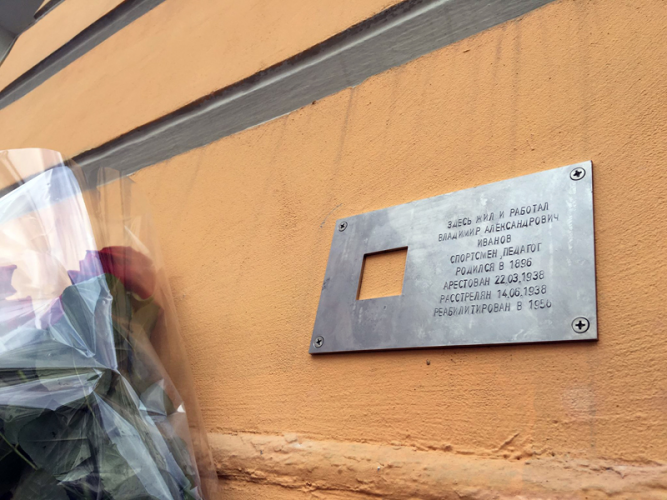 ЗДЕСЬ ЖИЛ И РАБОТАЛ
ВЛАДИМИР АЛЕКСАНДРОВИЧ
ИВАНОВ
СПОРТСМЕН, ПЕДАГОГ
РОДИЛСЯ В 1896
АРЕСТОВАН 22.03.1938
РАССТРЕЛЯН 14.06.1938
РЕАБИЛИТИРОВАН В 1956